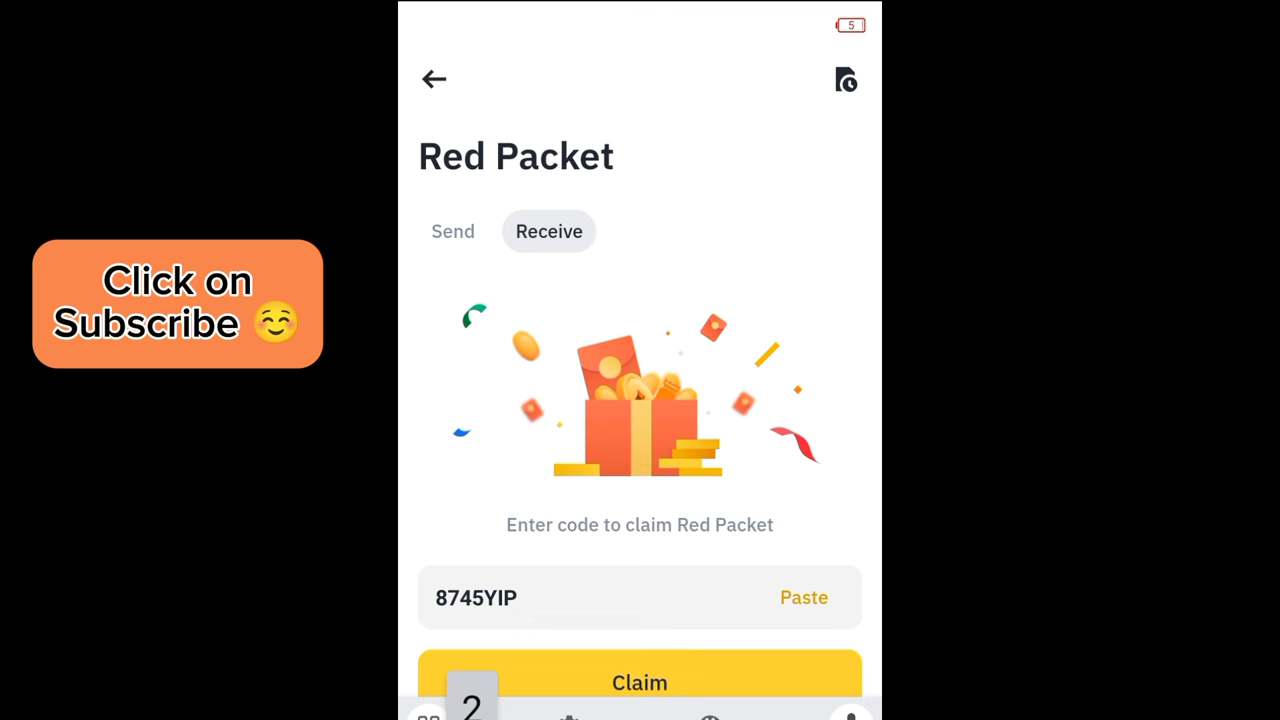 5
Red Packet
Send Receive
Click on
Subscribe ☺️
Enter code to claim Red Packet
8745YIP Paste
Claim
2